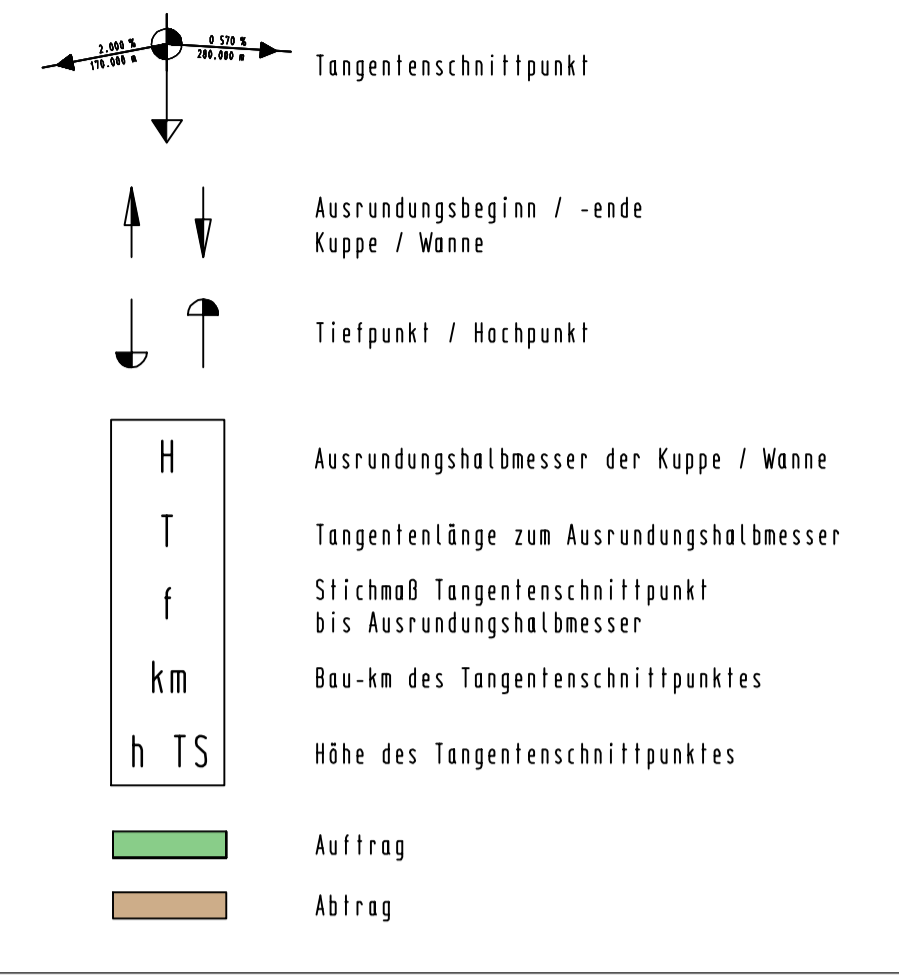 2.000 % 0 570 %
170.000 m 280.000 m
Tangentenschnittpunkt
Ausrundungsbeginn / -ende
Kuppe / Wanne
Tiefpunkt / Hochpunkt
H Ausrundungshalbmesser der Kuppe / Wanne
T Tangentenlänge zum Ausrundungshalbmesser
f Stichmaß Tangentenschnittpunkt
bis Ausrundungshalbmesser
km Bau-km des Tangentenschnittpunktes
h TS Höhe des Tangentenschnittpunktes
Auftrag
Abtrag